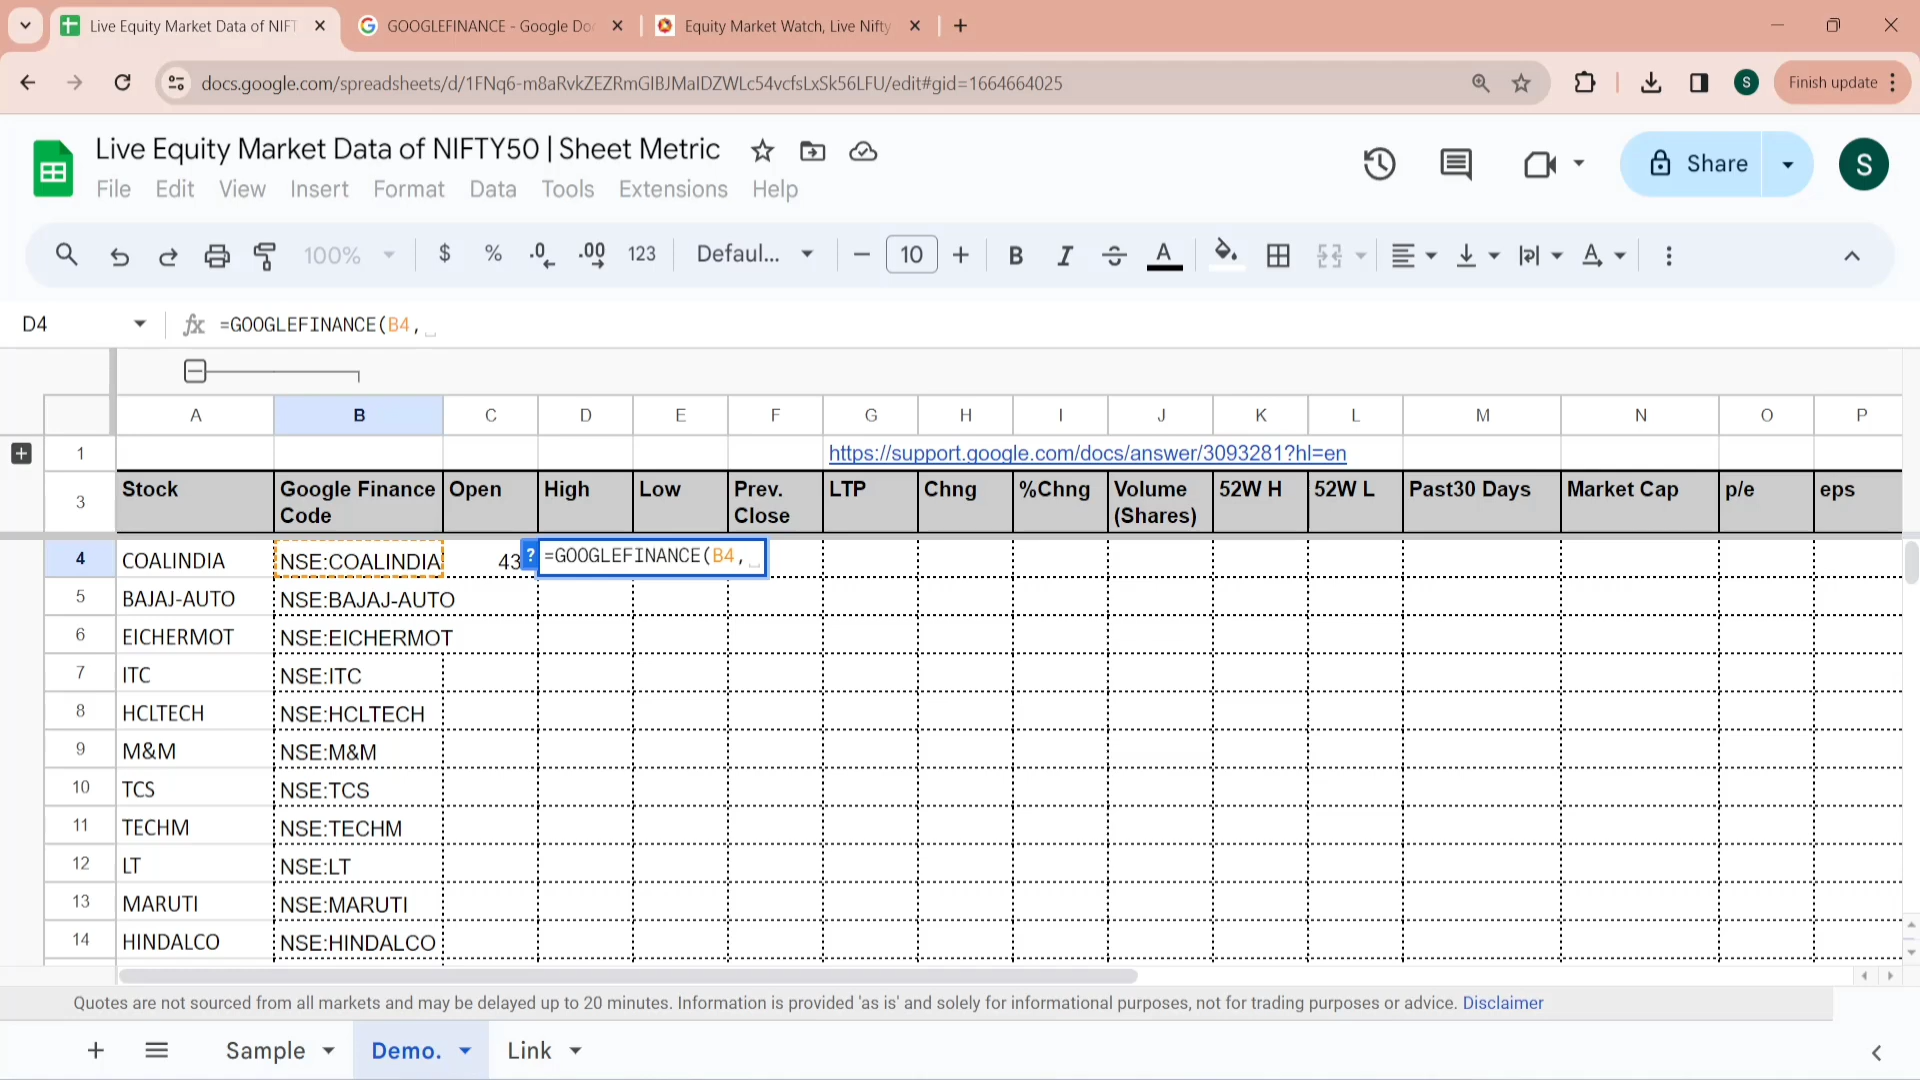 Live Equity Market Data of NIFT
GOOGLEFINANCE - Google Do
Equity Market Watch, Live Nifty
docs.google.com/spreadsheets/d/1FNq6-m8aRvkZEZRmGIBJMaIDZWLc54vcfsLxSk56LFU/edit#gid=1664664025
S
Finish update
Live Equity Market Data of NIFTY50 | Sheet Metric
Share
S
File Edit View Insert Format Data Tools Extensions Help
100% $ % .0 .00 123 Defaul... 10 B I A
D4 fx =GOOGLEFINANCE(B4,
A B C D E F G H I J K L M N O P
1 https://support.google.com/docs/answer/3093281?hl=en
3 Stock Google Finance Code Open High Low Prev. Close LTP Chng %Chng Volume (Shares) 52W H 52W L Past30 Days Market Cap p/e eps
4 COALINDIA NSE:COALINDIA 43 ? =GOOGLEFINANCE(B4,
5 BAJAJ-AUTO NSE:BAJAJ-AUTO
6 EICHERMOT NSE:EICHERMOT
7 ITC NSE:ITC
8 HCLTECH NSE:HCLTECH
9 M&M NSE:M&M
10 TCS NSE:TCS
11 TECHM NSE:TECHM
12 LT NSE:LT
13 MARUTI NSE:MARUTI
14 HINDALCO NSE:HINDALCO
Quotes are not sourced from all markets and may be delayed up to 20 minutes. Information is provided 'as is' and solely for informational purposes, not for trading purposes or advice. Disclaimer
Sample Demo. Link